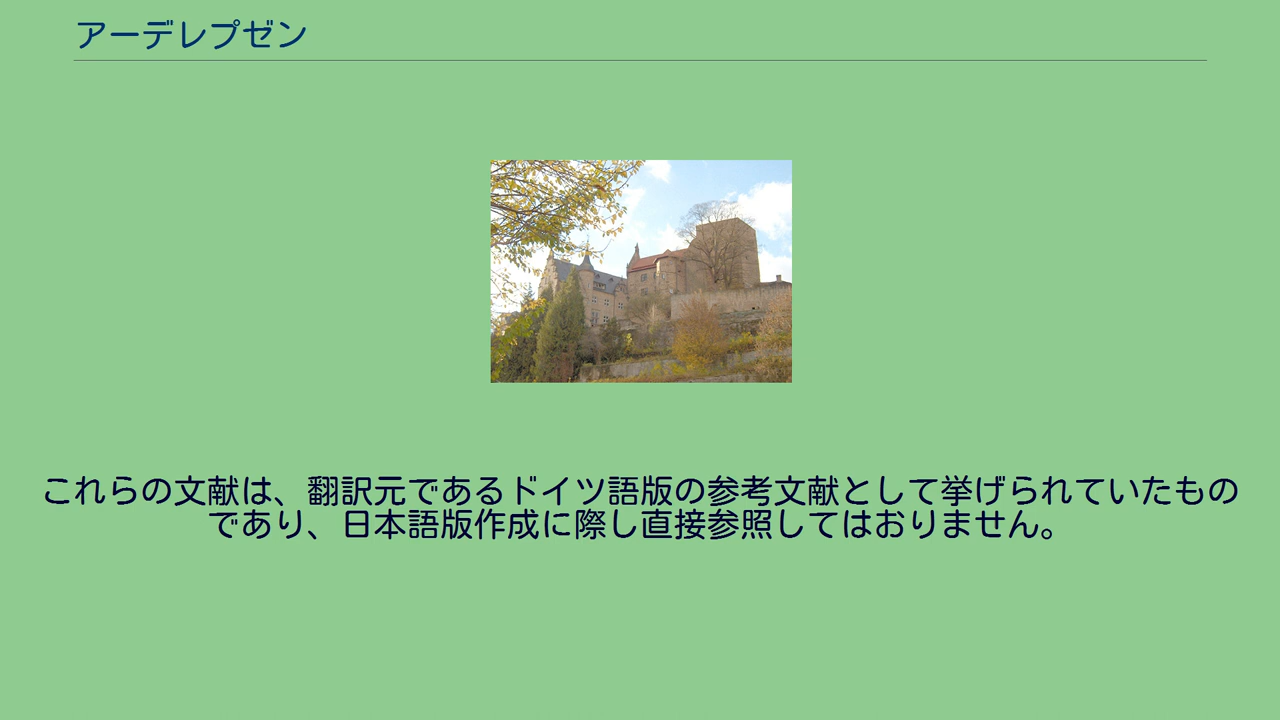 アーデレプゼン
これらの文献は、翻訳元であるドイツ語版の参考文献として挙げられていたもの
であり、日本語版作成に際し直接参照してはおりません。